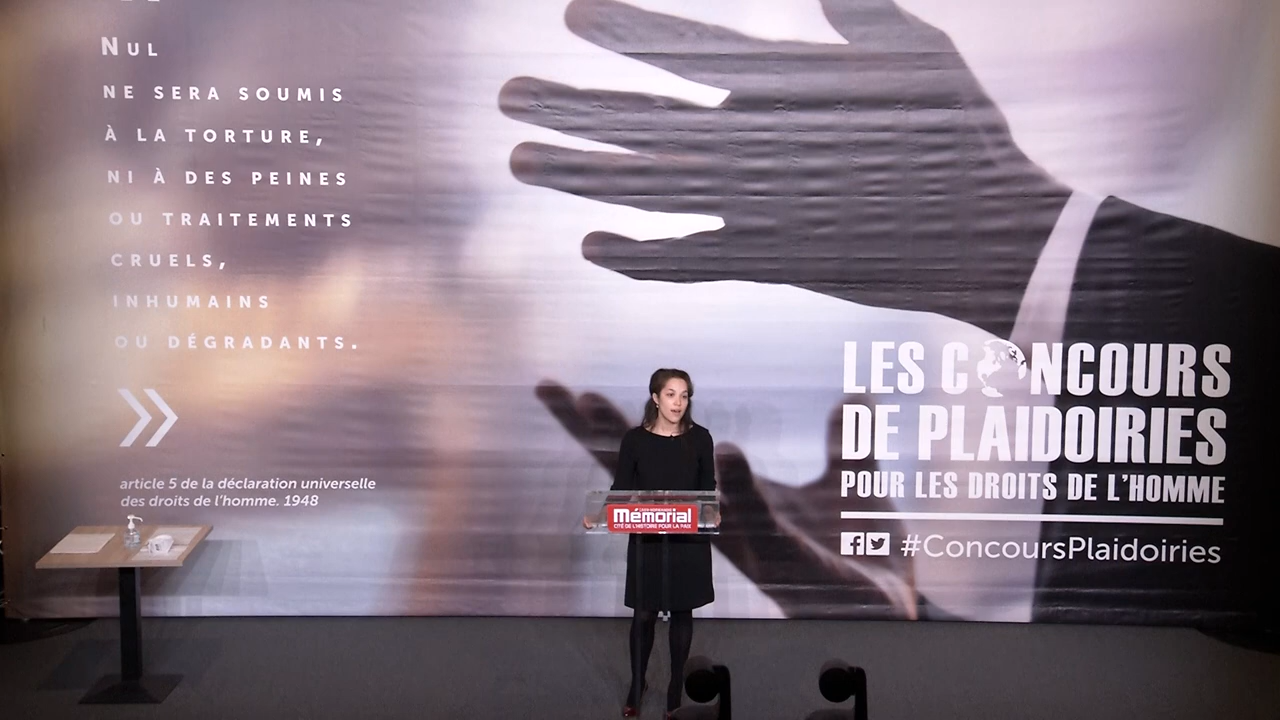 NUL
NE SERA SOUMIS
À LA TORTURE,
NI À DES PEINES
OU TRAITEMENTS
CRUELS,
INHUMAINS
OU DÉGRADANTS.
article 5 de la déclaration universelle
des droits de l'homme. 1948
LES CONCOURS
DE PLAIDOIRIES
POUR LES DROITS DE L'HOMME
#ConcoursPlaidoiries
Mémorial
CITÉ DE L'HISTOIRE POUR LA PAIX